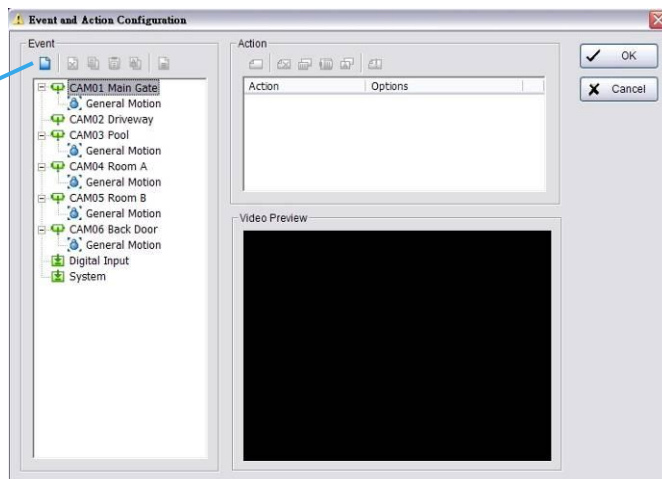 Event and Action Configuration
Event
CAM01 Main Gate
General Motion
CAM02 Driveway
CAM03 Pool
General Motion
CAM04 Room A
General Motion
CAM05 Room B
General Motion
CAM06 Back Door
General Motion
Digital Input
System
Action
Action Options
Video Preview
OK
Cancel